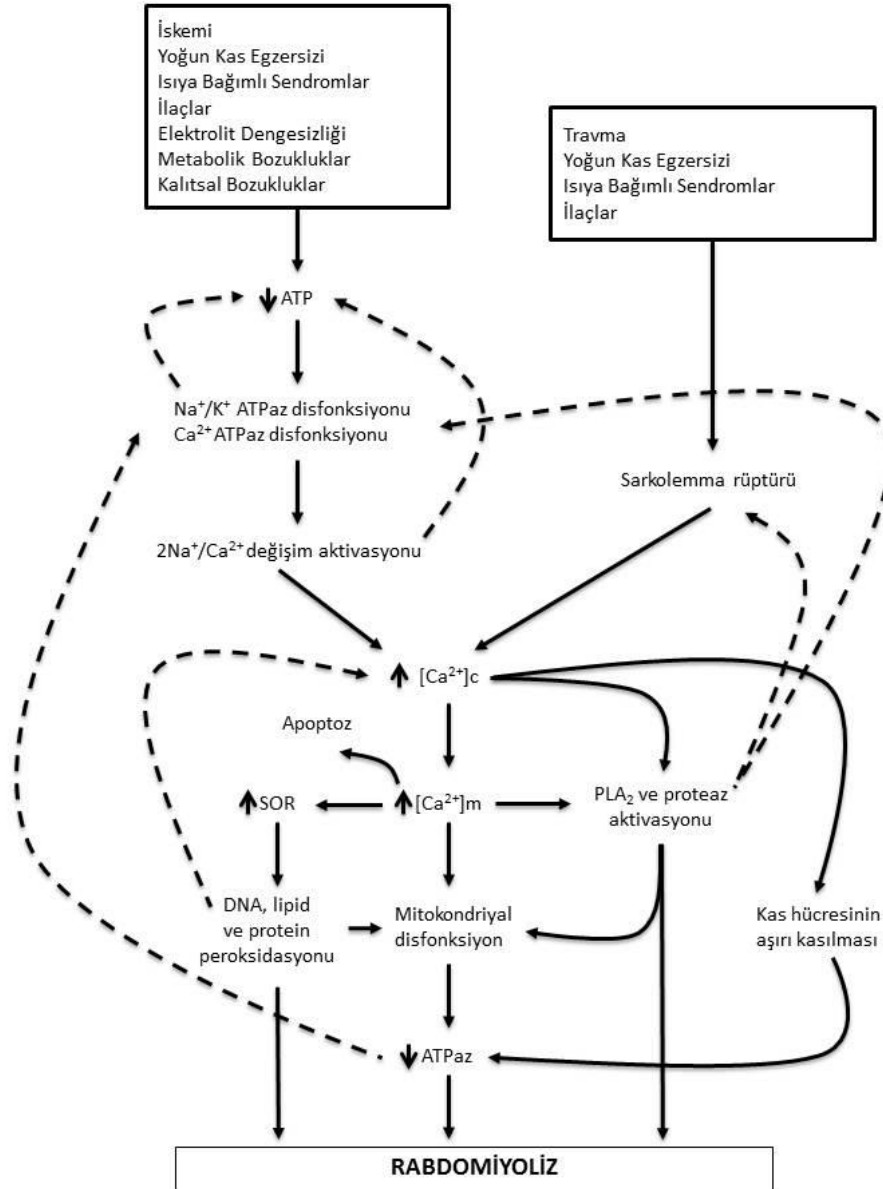 İskemi
Yoğun Kas Egzersizi
Isıya Bağımlı Sendromlar
İlaçlar
Elektrolit Dengesizliği
Metabolik Bozukluklar
Kalıtsal Bozukluklar
Travma
Yoğun Kas Egzersizi
Isıya Bağımlı Sendromlar
İlaçlar
↓ ATP
Na⁺/K⁺ ATPaz disfonksiyonu
Ca²⁺ ATPaz disfonksiyonu
Sarkolemma rüptürü
2Na⁺/Ca²⁺ değişim aktivasyonu
↑ [Ca²⁺]c
Apoptoz
↑ SOR
↑ [Ca²⁺]m
PLA₂ ve proteaz
aktivasyonu
DNA, lipid
ve protein
peroksidasyonu
Mitokondriyal
disfonksiyon
Kas hücresinin
aşırı kasılması
↓ ATPaz
RABDOMİYOLİZ